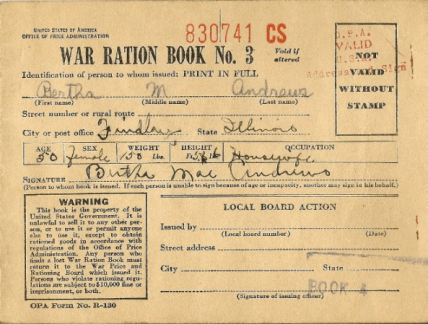 UNITED STATES OF AMERICA
OFFICE OF PRICE ADMINISTRATION
830741 CS
WAR RATION BOOK No. 3
Void if
altered
Identification of person to whom issued: PRINT IN FULL
Bertha M Andrews
(First name) (Middle name) (Last name)
Street number or rural route
City or post office Findlay State Illinois
AGE SEX WEIGHT HEIGHT OCCUPATION
50 Female 150 Lbs. Housewife
SIGNATURE Bertha Mae Andrews
(Person to whom book is issued. If such person is unable to sign because of age or incapacity, another may sign in his behalf.)
O.P.A.
VALID
NOT
VALID
WITHOUT
STAMP
WARNING
This book is the property of the
United States Government. It is
unlawful to sell it to any other per-
son, or to use it or permit anyone
else to use it, except to obtain
rationed goods in accordance
with regulations of the Office of Price
Administration. Any person who
finds a lost War Ration Book must
return it to the War Price and
Rationing Board which issued it.
Persons who violate rationing regu-
lations are subject to $10,000 fine
or imprisonment, or both.
OPA Form No. R-130
LOCAL BOARD ACTION
Issued by
(Local board number) (Date)
Street address
City State
BOOK 4
(Signature of issuing officer)